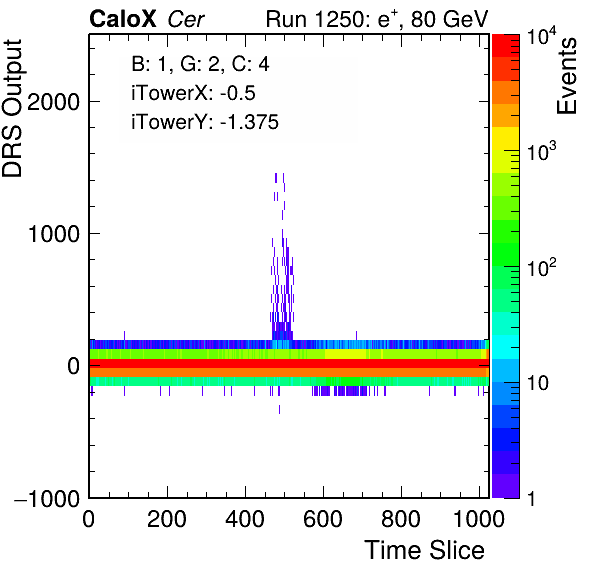 CaloX Cer Run 1250: e⁺, 80 GeV
B: 1, G: 2, C: 4
iTowerX: -0.5
iTowerY: -1.375
DRS Output
2000
1000
0
−1000
0 200 400 600 800 1000
Time Slice
Events
10⁴
10³
10²
10
1